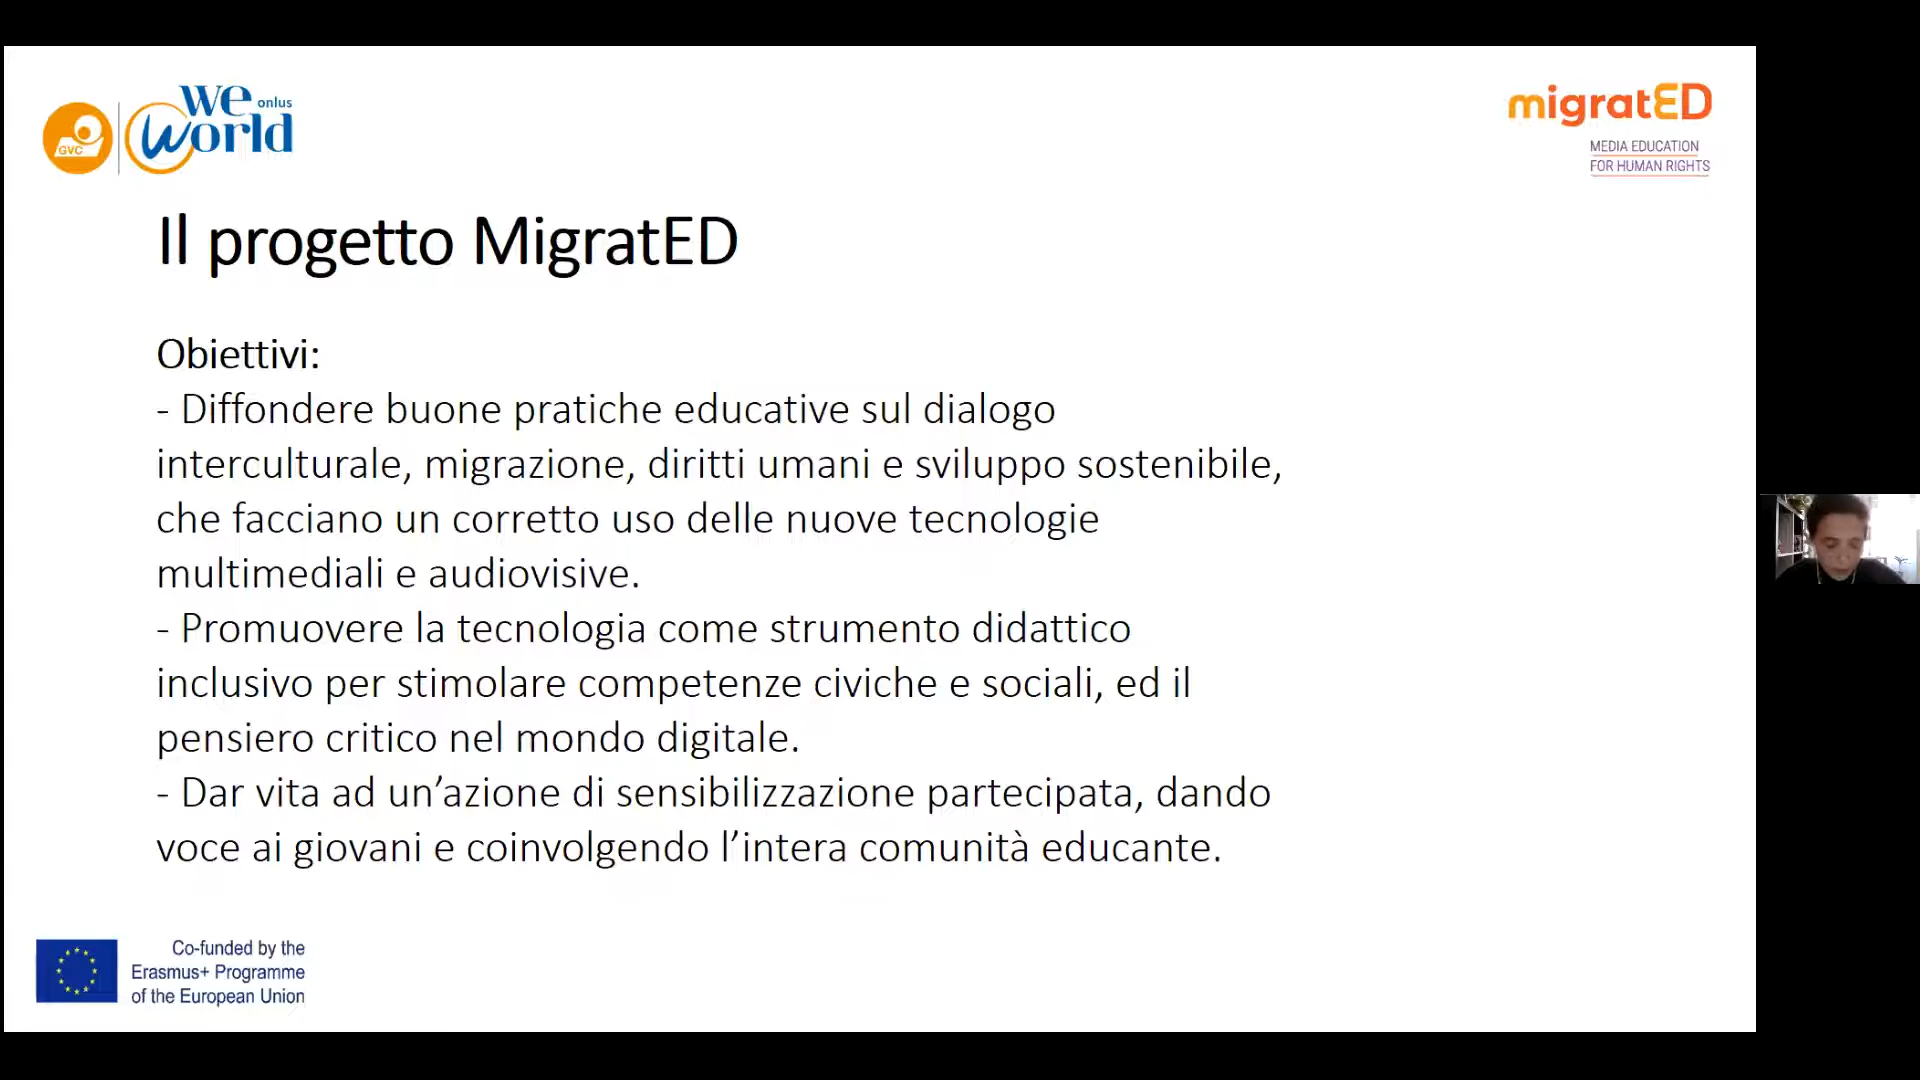 GVC
we onlus
world
migratED
MEDIA EDUCATION
FOR HUMAN RIGHTS
Il progetto MigratED
Obiettivi:
- Diffondere buone pratiche educative sul dialogo
interculturale, migrazione, diritti umani e sviluppo sostenibile,
che facciano un corretto uso delle nuove tecnologie
multimediali e audiovisive.
- Promuovere la tecnologia come strumento didattico
inclusivo per stimolare competenze civiche e sociali, ed il
pensiero critico nel mondo digitale.
- Dar vita ad un’azione di sensibilizzazione partecipata, dando
voce ai giovani e coinvolgendo l’intera comunità educante.
Co-funded by the
Erasmus+ Programme
of the European Union